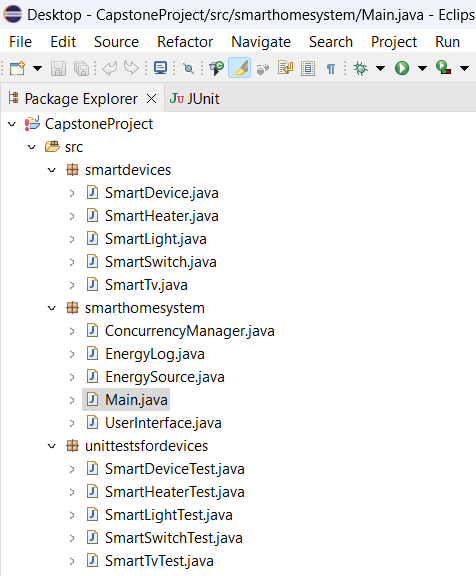 Desktop - CapstoneProject/src/smarthomesystem/Main.java - Eclips
File Edit Source Refactor Navigate Search Project Run
Package Explorer JUnit
CapstoneProject
src
smartdevices
SmartDevice.java
SmartHeater.java
SmartLight.java
SmartSwitch.java
SmartTv.java
smarthomesystem
ConcurrencyManager.java
EnergyLog.java
EnergySource.java
Main.java
UserInterface.java
unittestsfordevices
SmartDeviceTest.java
SmartHeaterTest.java
SmartLightTest.java
SmartSwitchTest.java
SmartTvTest.java